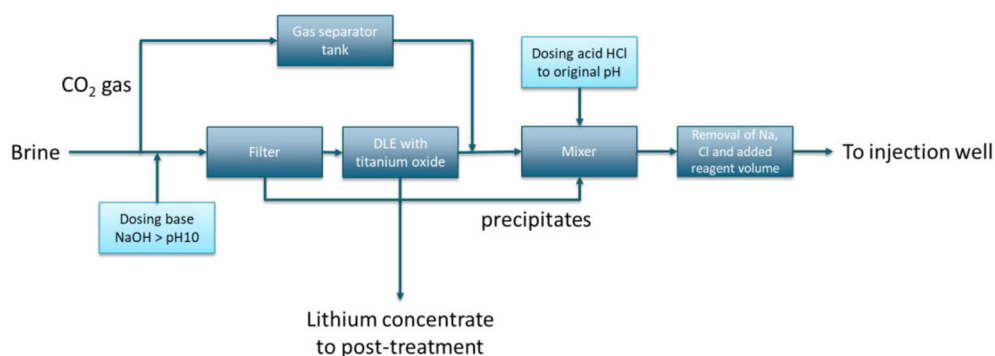 Gas separator
tank
Dosing acid HCl
to original pH
CO₂ gas
Brine
Filter
DLE with
titanium oxide
Mixer
Removal of Na,
Cl and added
reagent volume
To injection well
Dosing base
NaOH > pH10
precipitates
Lithium concentrate
to post-treatment